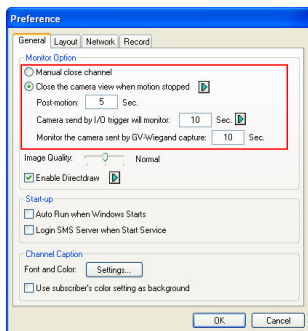 Preference
General Layout Network Record
Monitor Option
Manual close channel
Close the camera view when motion stopped
Post-motion: 5 Sec.
Camera send by I/O trigger will monitor: 10 Sec.
Monitor the camera sent by GV-Wiegand capture: 10 Sec.
Image Quality: Normal
Enable Directdraw
Start-up
Auto Run when Windows Starts
Login SMS Server when Start Service
Channel Caption
Font and Color: Settings...
Use subscriber's color setting as background
OK Cancel